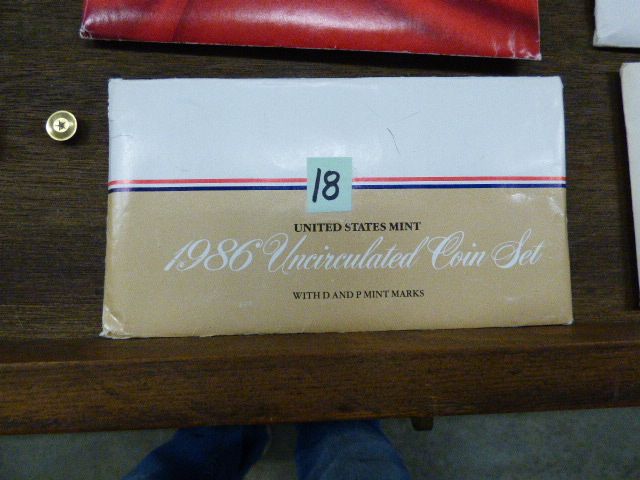 18
UNITED STATES MINT
1986 Uncirculated Coin Set
WITH D AND P MINT MARKS